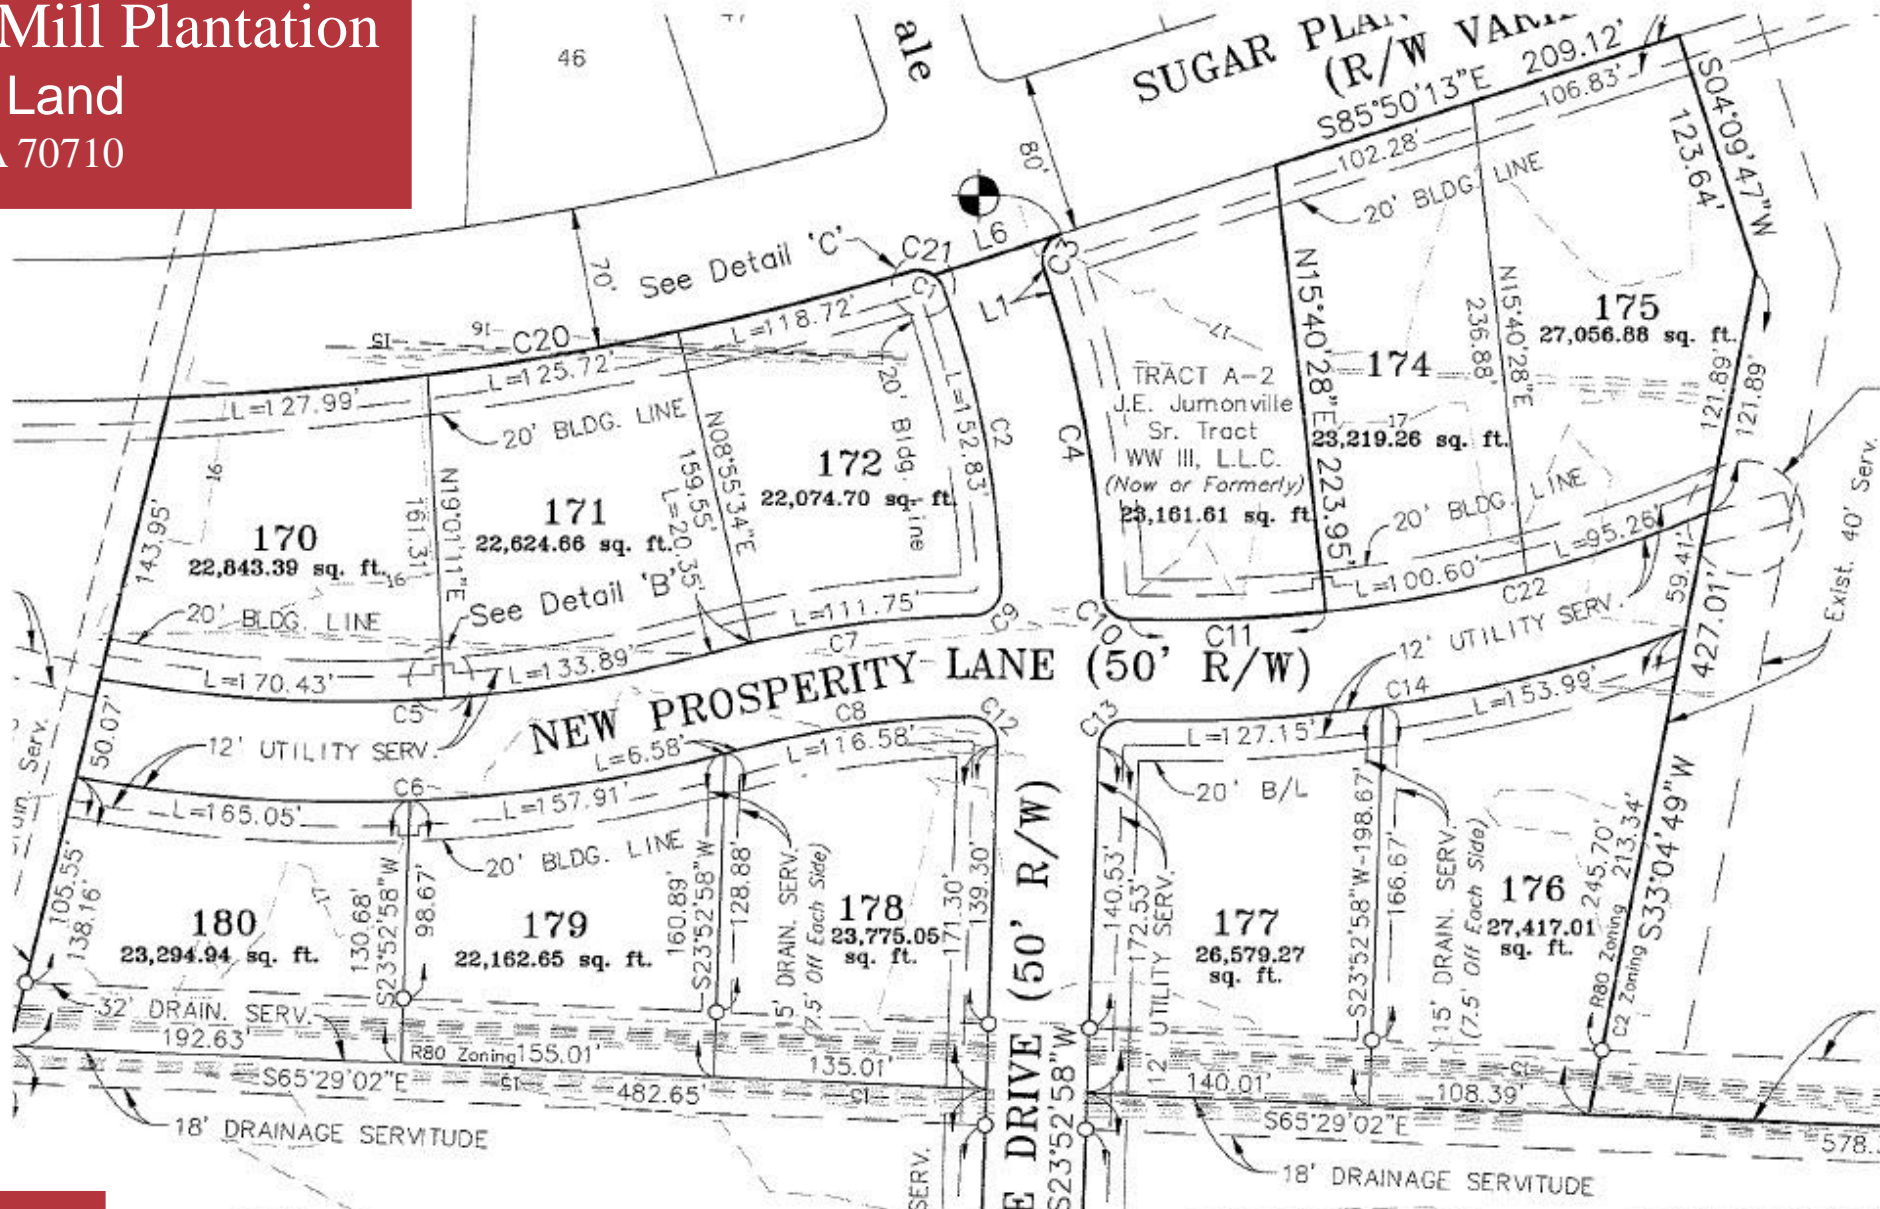 Mill Plantation
Land
A 70710
46
47
ale
SUGAR
(R/W
S85°50'13"E 209.12'
102.28'
106.83'
S04°09'47"W
123.64'
80'
70'
20' BLDG. LINE
See Detail 'C'
C21
L6
C3
C1
L1
15
16
C20
L=118.72'
L=125.72'
L=127.99'
20' BLDG. LINE
20' Bldg. Line
L=152.83'
C2
C4
17
TRACT A-2
J.E. Jumonville
Sr. Tract
WW III, L.L.C.
(Now or Formerly)
23,161.61 sq. ft.
N15°40'28"E 223.95'
174
23,219.26 sq. ft.
17
236.88'
N15°40'28"E
175
27,056.88 sq. ft.
121.89'
121.89'
143.95'
16
170
22,843.39 sq. ft.
16
161.31'
N19°01'11"E
171
22,624.66 sq. ft.
159.55'
L=20.35'
N08°55'34"E
172
22,074.70 sq. ft.
20' BLDG. LINE
See Detail 'B'
L=111.75'
C7
C9
C10
C11
20' BLDG. LINE
L=95.26'
L=100.60'
C22
59.41'
427.01'
Exist. 40' Serv.
L=170.43'
L=133.89'
C5
NEW PROSPERITY LANE (50' R/W)
12' UTILITY SERV.
C14
L=153.99'
50.07'
12' UTILITY SERV.
Serv.
C6
L=165.05'
L=6.58'
C8
L=116.58'
L=157.91'
C12
C13
L=127.15'
20' BLDG. LINE
20' B/L
105.55'
138.16'
17
180
23,294.94 sq. ft.
130.68'
S23°52'58"W
98.67'
179
22,162.65 sq. ft.
160.89'
S23°52'58"W
128.88'
15' DRAIN. SERV.
(7.5' Off Each Side)
178
23,775.05
sq. ft.
171.30'
139.30'
E DRIVE (50' R/W)
S23°52'58"W
140.53'
172.53'
12' UTILITY SERV.
177
26,579.27
sq. ft.
S23°52'58"W-198.67'
166.67'
15' DRAIN. SERV.
(7.5' Off Each Side)
176
27,417.01
sq. ft.
R80 Zoning 245.70'
C2 Zoning 213.34'
S33°04'49"W
32' DRAIN. SERV.
192.63'
R80 Zoning
155.01'
135.01'
S65°29'02"E
15
482.65'
15
140.01'
108.39'
15
S65°29'02"E
578.
18' DRAINAGE SERVITUDE
18' DRAINAGE SERVITUDE
SERV.